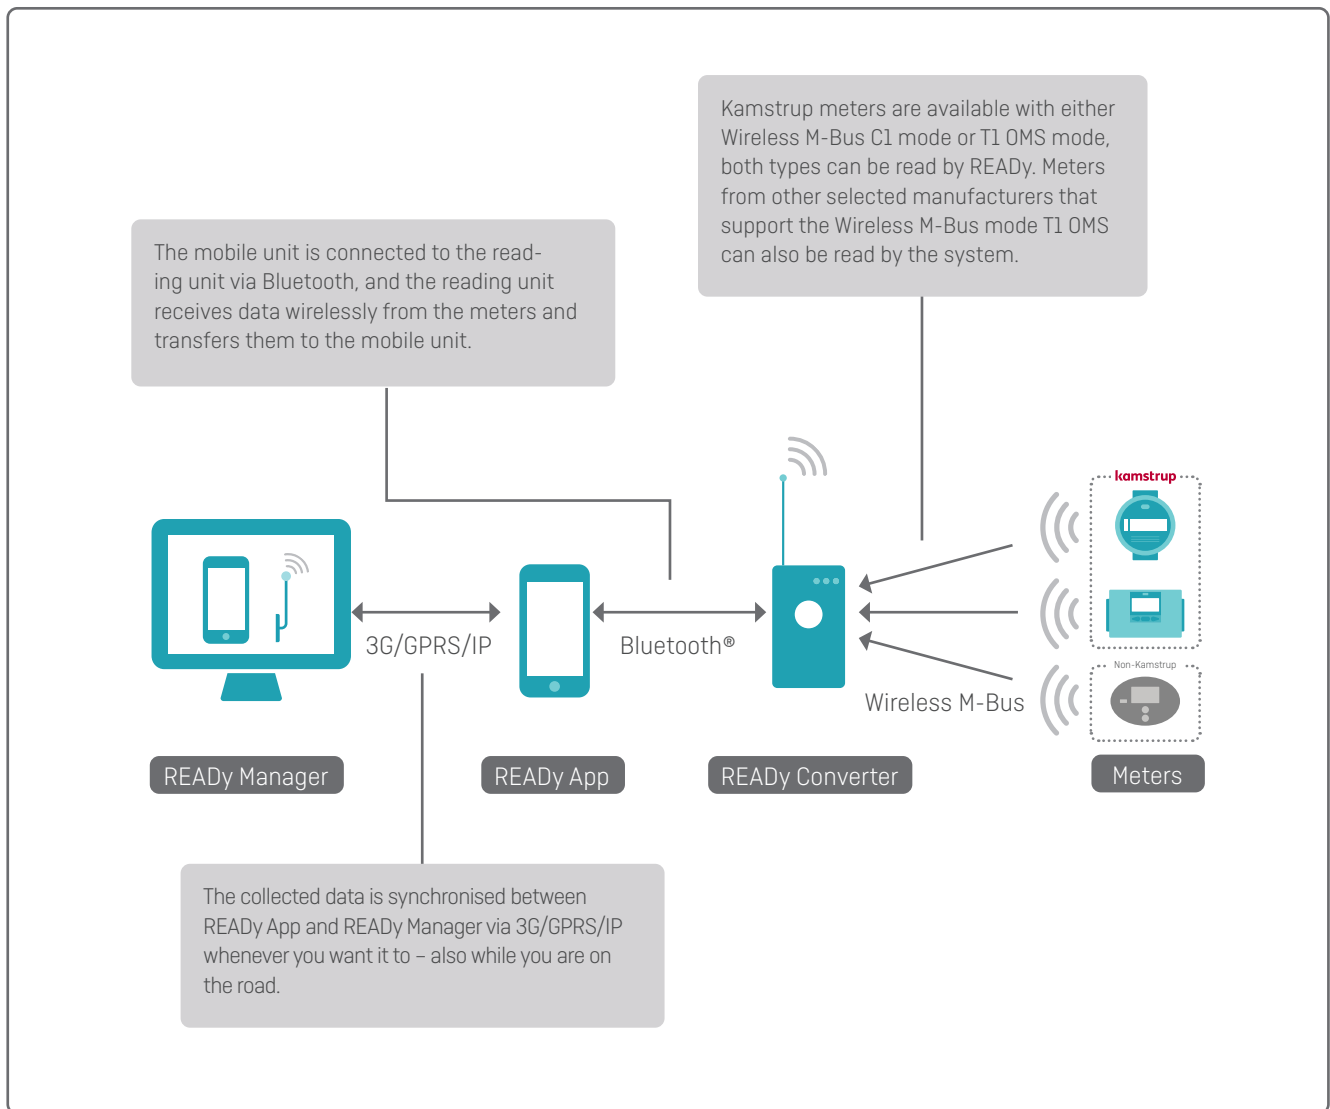 Kamstrup meters are available with either
Wireless M-Bus C1 mode or T1 OMS mode,
both types can be read by READy. Meters
from other selected manufacturers that
support the Wireless M-Bus mode T1 OMS
can also be read by the system.
The mobile unit is connected to the read-
ing unit via Bluetooth, and the reading unit
receives data wirelessly from the meters and
transfers them to the mobile unit.
kamstrup
3G/GPRS/IP
Bluetooth®
Non-Kamstrup
Wireless M-Bus
READy Manager
READy App
READy Converter
Meters
The collected data is synchronised between
READy App and READy Manager via 3G/GPRS/IP
whenever you want it to – also while you are on
the road.